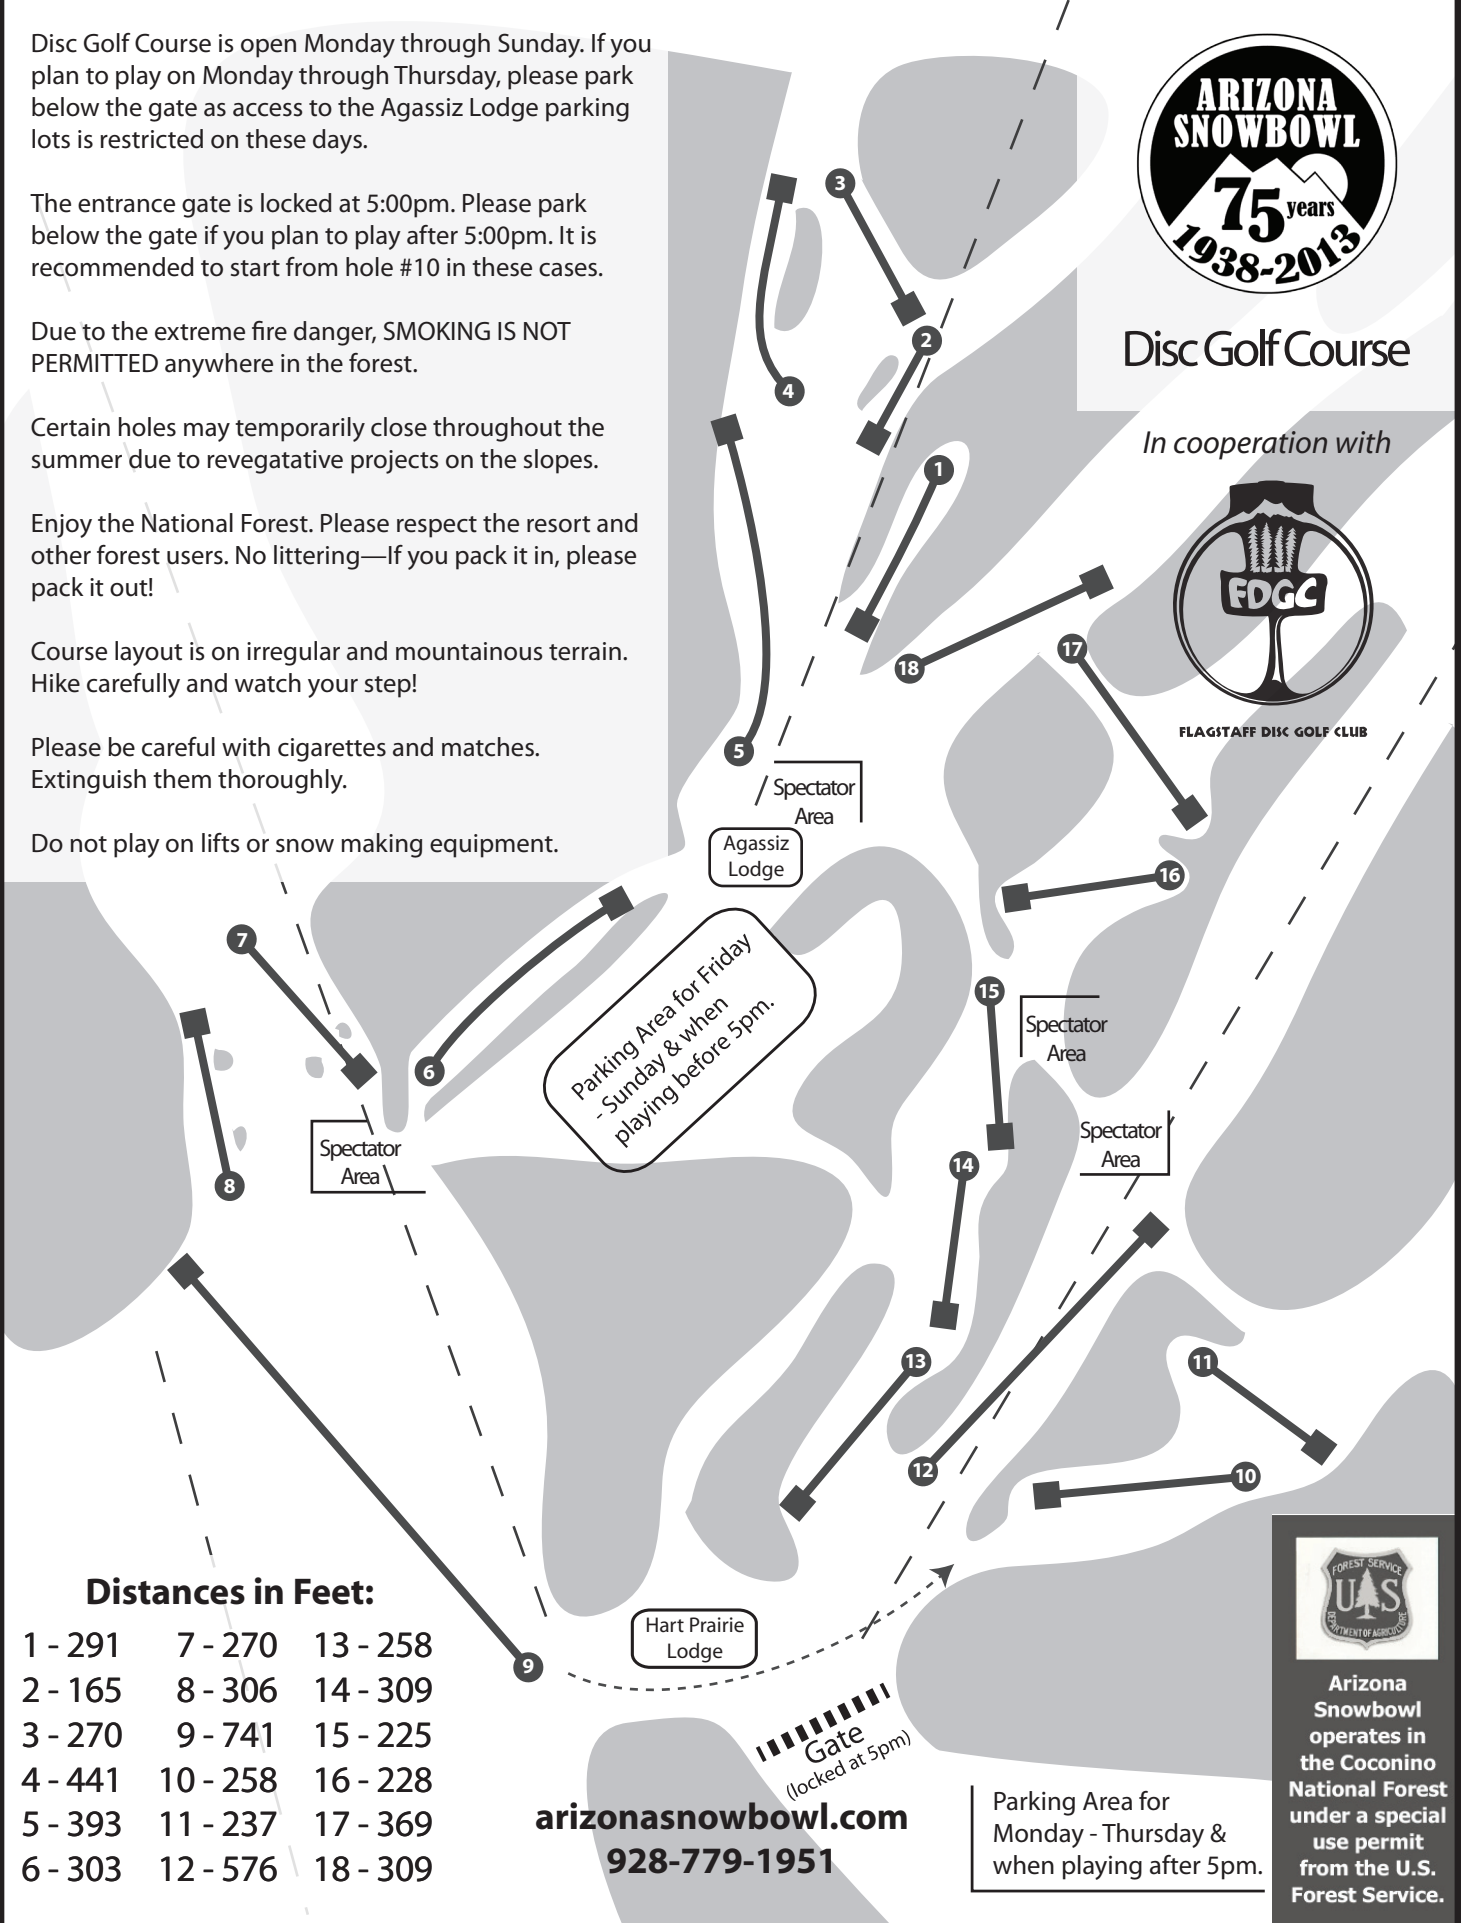 Disc Golf Course is open Monday through Sunday. If you
plan to play on Monday through Thursday, please park
below the gate as access to the Agassiz Lodge parking
lots is restricted on these days.
The entrance gate is locked at 5:00pm. Please park
below the gate if you plan to play after 5:00pm. It is
recommended to start from hole #10 in these cases.
Due to the extreme fire danger, SMOKING IS NOT
PERMITTED anywhere in the forest.
Certain holes may temporarily close throughout the
summer due to revegatative projects on the slopes.
Enjoy the National Forest. Please respect the resort and
other forest users. No littering—If you pack it in, please
pack it out!
Course layout is on irregular and mountainous terrain.
Hike carefully and watch your step!
Please be careful with cigarettes and matches.
Extinguish them thoroughly.
Do not play on lifts or snow making equipment.
ARIZONA
SNOWBOWL
75 years
1938-2013
Disc Golf Course
In cooperation with
FDGC
FLAGSTAFF DISC GOLF CLUB
3
2
4
1
17
18
5
Spectator
Area
Agassiz
Lodge
16
7
Parking Area for Friday
- Sunday & when
playing before 5pm.
15
Spectator
Area
6
Spectator
Area
Spectator
Area
14
8
13
11
12
10
9
Hart Prairie
Lodge
Gate
(locked at 5pm)
Distances in Feet:
1 - 291 7 - 270 13 - 258
2 - 165 8 - 306 14 - 309
3 - 270 9 - 741 15 - 225
4 - 441 10 - 258 16 - 228
5 - 393 11 - 237 17 - 369
6 - 303 12 - 576 18 - 309
arizonasnowbowl.com
928-779-1951
Parking Area for
Monday - Thursday &
when playing after 5pm.
FOREST SERVICE
U S
DEPARTMENT OF AGRICULTURE
Arizona
Snowbowl
operates in
the Coconino
National Forest
under a special
use permit
from the U.S.
Forest Service.